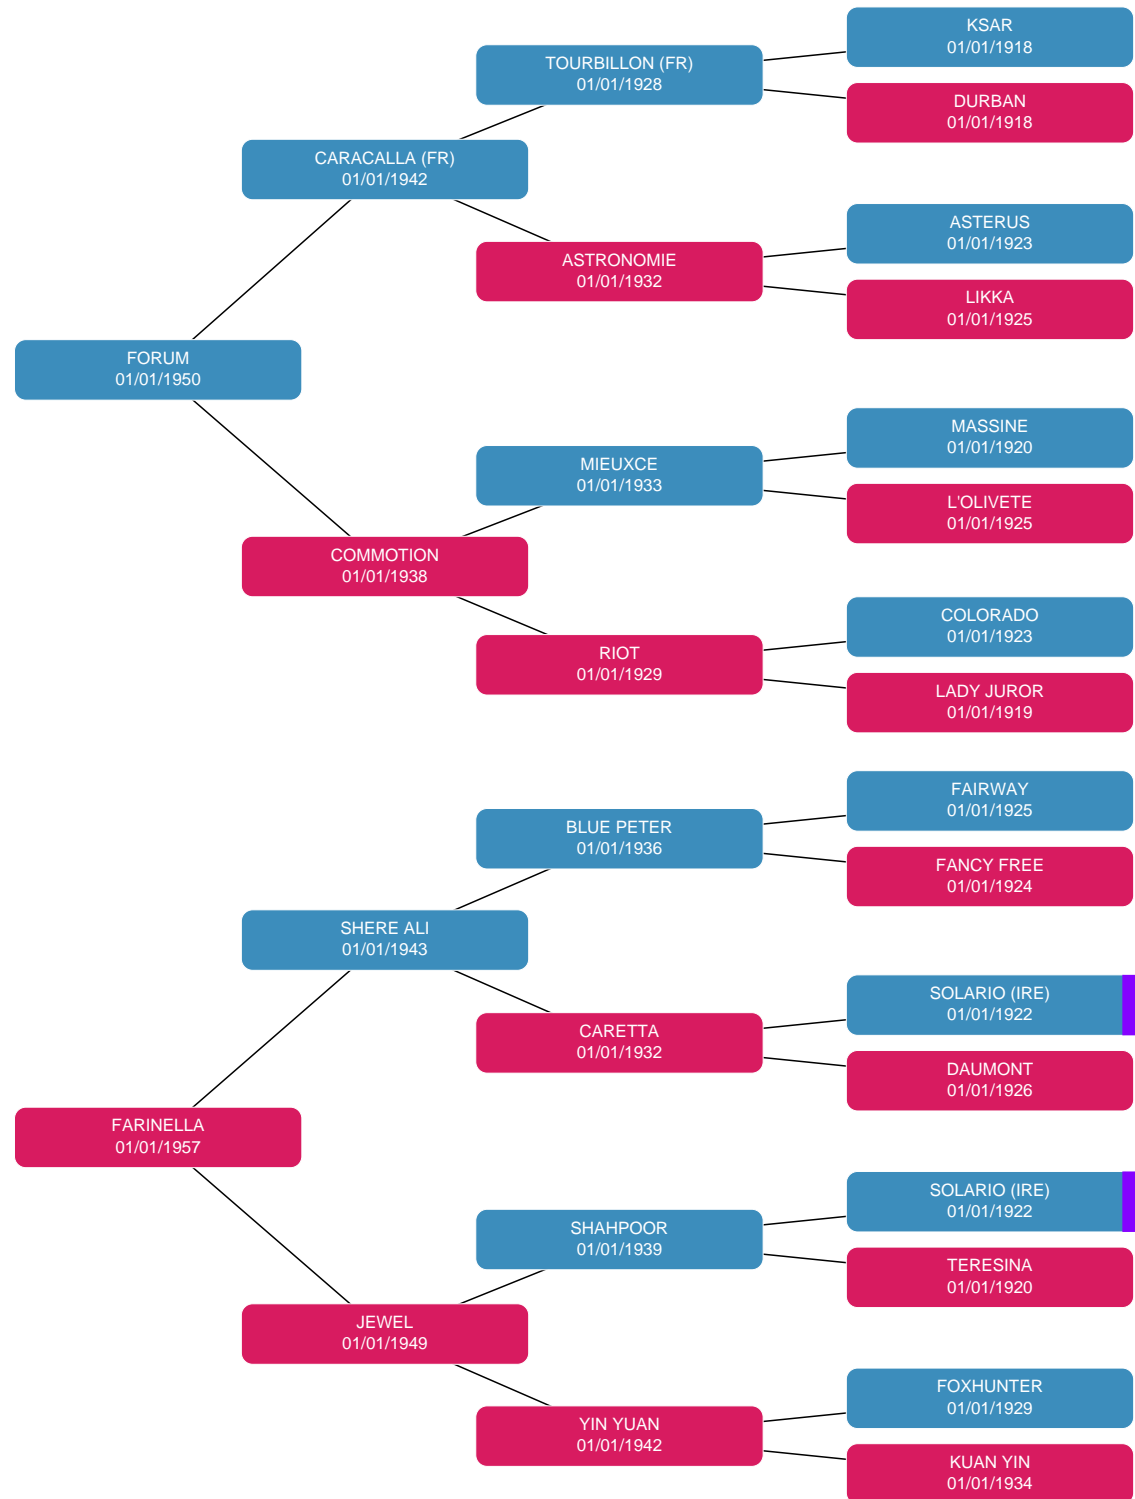 KSAR
01/01/1918
TOURBILLON (FR)
01/01/1928
DURBAN
01/01/1918
CARACALLA (FR)
01/01/1942
ASTERUS
01/01/1923
ASTRONOMIE
01/01/1932
LIKKA
01/01/1925
FORUM
01/01/1950
MASSINE
01/01/1920
MIEUXCE
01/01/1933
L'OLIVETE
01/01/1925
COMMOTION
01/01/1938
COLORADO
01/01/1923
RIOT
01/01/1929
LADY JUROR
01/01/1919
FAIRWAY
01/01/1925
BLUE PETER
01/01/1936
FANCY FREE
01/01/1924
SHERE ALI
01/01/1943
SOLARIO (IRE)
01/01/1922
CARETTA
01/01/1932
DAUMONT
01/01/1926
FARINELLA
01/01/1957
SOLARIO (IRE)
01/01/1922
SHAHPOOR
01/01/1939
TERESINA
01/01/1920
JEWEL
01/01/1949
FOXHUNTER
01/01/1929
YIN YUAN
01/01/1942
KUAN YIN
01/01/1934